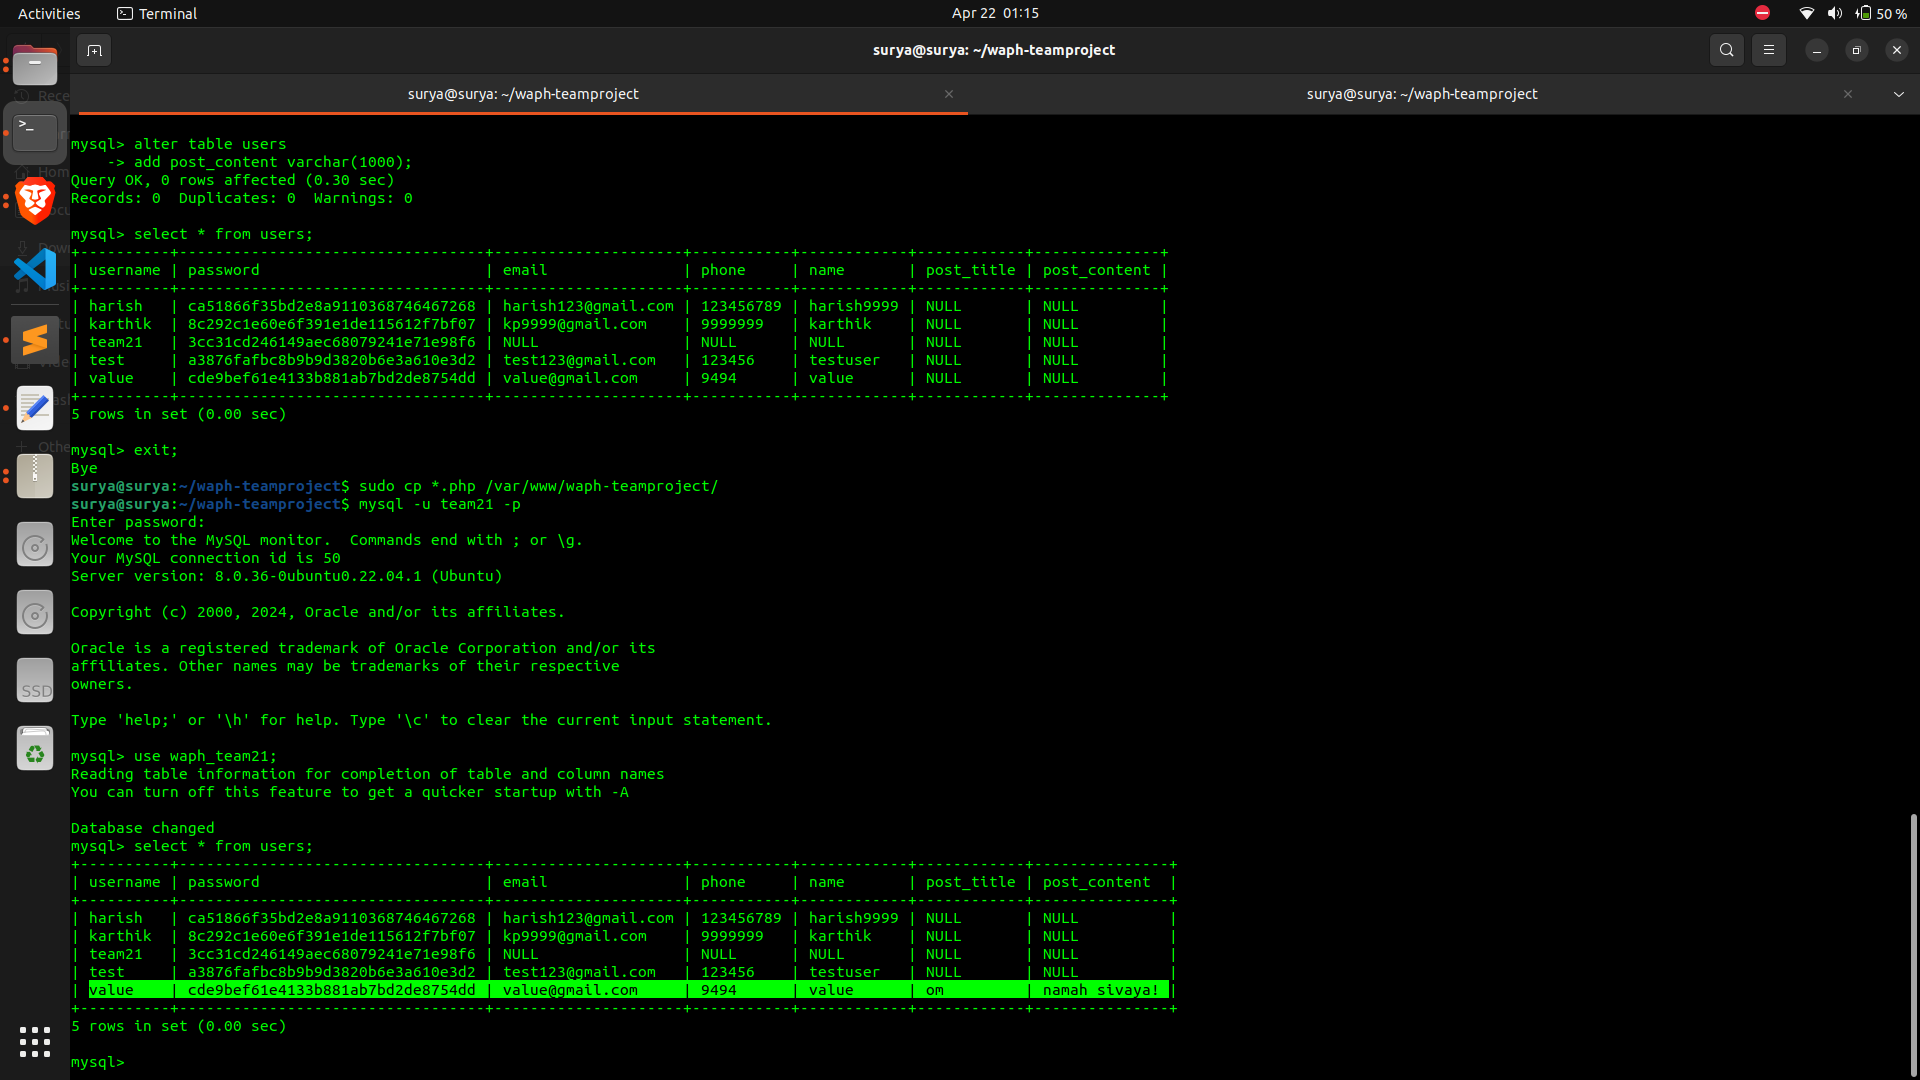 Activities
Terminal
Apr 22 01:15
50 %
surya@surya: ~/waph-teamproject
surya@surya: ~/waph-teamproject
surya@surya: ~/waph-teamproject
mysql> alter table users
    -> add post_content varchar(1000);
Query OK, 0 rows affected (0.30 sec)
Records: 0  Duplicates: 0  Warnings: 0
mysql> select * from users;
+----------+----------------------------------+---------------------+-----------+------------+------------+--------------+
| username | password                         | email               | phone     | name       | post_title | post_content |
+----------+----------------------------------+---------------------+-----------+------------+------------+--------------+
| harish   | ca51866f35bd2e8a9110368746467268 | harish123@gmail.com | 123456789 | harish9999 | NULL       | NULL         |
| karthik  | 8c292c1e60e6f391e1de115612f7bf07 | kp9999@gmail.com    | 9999999   | karthik    | NULL       | NULL         |
| team21   | 3cc31cd246149aec68079241e71e98f6 | NULL                | NULL      | NULL       | NULL       | NULL         |
| test     | a3876fafbc8b9b9d3820b6e3a610e3d2 | test123@gmail.com   | 123456    | testuser   | NULL       | NULL         |
| value    | cde9bef61e4133b881ab7bd2de8754dd | value@gmail.com     | 9494      | value      | NULL       | NULL         |
+----------+----------------------------------+---------------------+-----------+------------+------------+--------------+
5 rows in set (0.00 sec)
mysql> exit;
Bye
surya@surya:~/waph-teamproject$ sudo cp *.php /var/www/waph-teamproject/
surya@surya:~/waph-teamproject$ mysql -u team21 -p
Enter password:
Welcome to the MySQL monitor.  Commands end with ; or \g.
Your MySQL connection id is 50
Server version: 8.0.36-0ubuntu0.22.04.1 (Ubuntu)
Copyright (c) 2000, 2024, Oracle and/or its affiliates.
Oracle is a registered trademark of Oracle Corporation and/or its
affiliates. Other names may be trademarks of their respective
owners.
Type 'help;' or '\h' for help. Type '\c' to clear the current input statement.
mysql> use waph_team21;
Reading table information for completion of table and column names
You can turn off this feature to get a quicker startup with -A
Database changed
mysql> select * from users;
+----------+----------------------------------+---------------------+-----------+------------+------------+---------------+
| username | password                         | email               | phone     | name       | post_title | post_content  |
+----------+----------------------------------+---------------------+-----------+------------+------------+---------------+
| harish   | ca51866f35bd2e8a9110368746467268 | harish123@gmail.com | 123456789 | harish9999 | NULL       | NULL          |
| karthik  | 8c292c1e60e6f391e1de115612f7bf07 | kp9999@gmail.com    | 9999999   | karthik    | NULL       | NULL          |
| team21   | 3cc31cd246149aec68079241e71e98f6 | NULL                | NULL      | NULL       | NULL       | NULL          |
| test     | a3876fafbc8b9b9d3820b6e3a610e3d2 | test123@gmail.com   | 123456    | testuser   | NULL       | NULL          |
| value    | cde9bef61e4133b881ab7bd2de8754dd | value@gmail.com     | 9494      | value      | om         | namah sivaya! |
+----------+----------------------------------+---------------------+-----------+------------+------------+---------------+
5 rows in set (0.00 sec)
mysql>
SSD